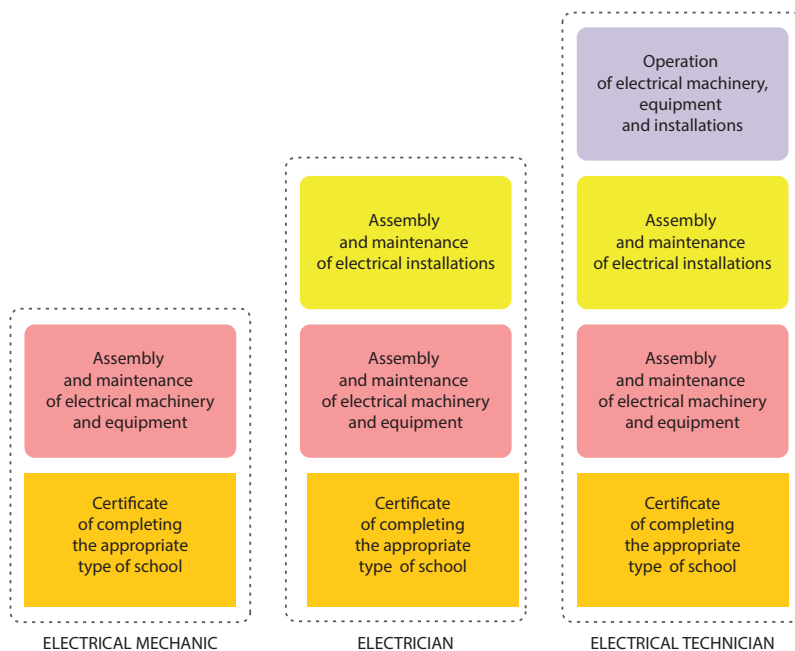 Operation
of electrical machinery,
equipment
and installations
Assembly
and maintenance
of electrical installations
Assembly
and maintenance
of electrical installations
Assembly
and maintenance
of electrical machinery
and equipment
Assembly
and maintenance
of electrical machinery
and equipment
Assembly
and maintenance
of electrical machinery
and equipment
Certificate
of completing
the appropriate
type of school
Certificate
of completing
the appropriate
type of school
Certificate
of completing
the appropriate
type of school
ELECTRICAL MECHANIC
ELECTRICIAN
ELECTRICAL TECHNICIAN